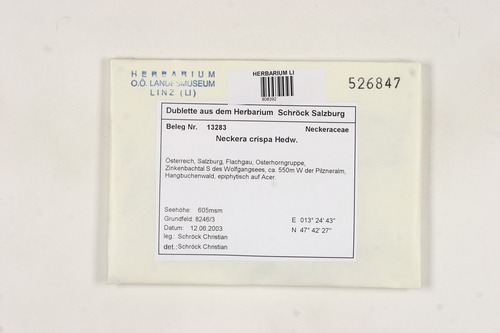 HERBARIUM
O.Ö. LANDESMUSEUM
LINZ (LI)
HERBARIUM LI
808392
526847
Dublette aus dem Herbarium Schröck Salzburg
Beleg Nr. 13283 Neckeraceae
Neckera crispa Hedw.
Österreich, Salzburg, Flachgau, Osterhorngruppe,
Zinkenbachtal S des Wolfgangsees, ca. 550m W der Pilzneralm,
Hangbuchenwald, epiphytisch auf Acer.
Seehöhe: 605msm E 013° 24' 43''
Grundfeld: 8246/3
Datum: 12.06.2003 N 47° 42' 27''
leg.: Schröck Christian
det.: Schröck Christian